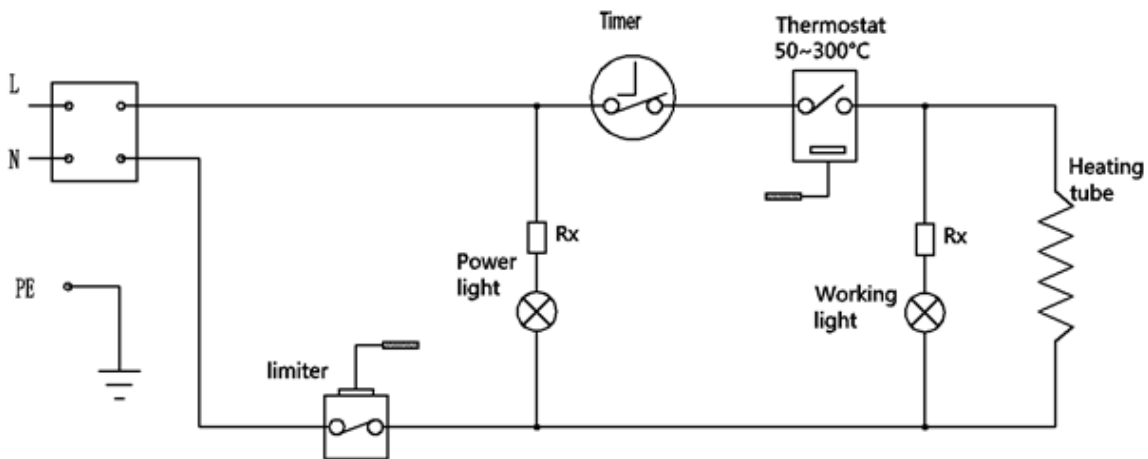 Timer
Thermostat
50~300°C
L
N
PE
Rx
Power
light
Rx
Working
light
Heating
tube
limiter